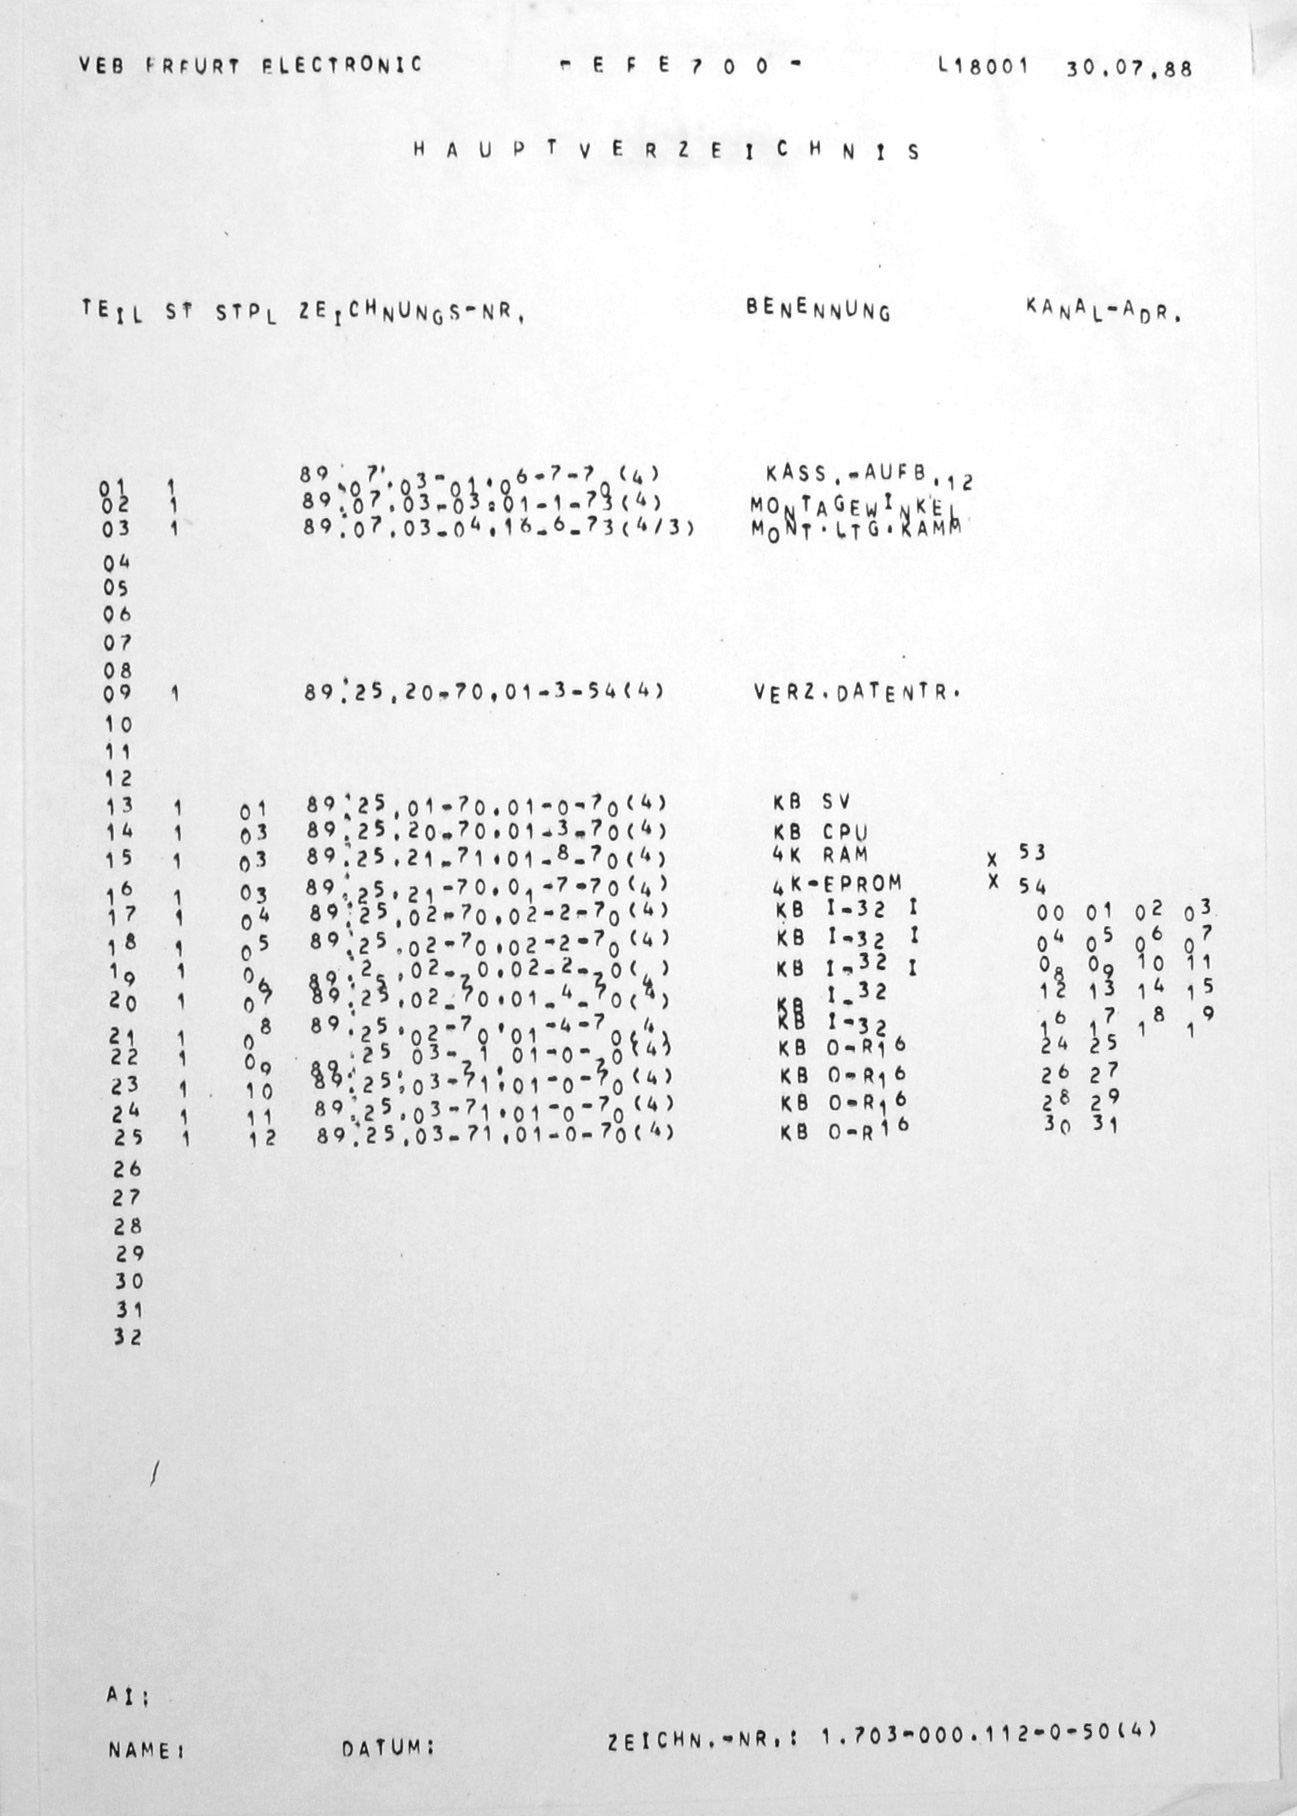 VEB ERFURT ELECTRONIC - E F E 7 0 0 - L18001 30.07.88
H A U P T V E R Z E I C H N I S
TEIL ST STPL ZEICHNUNGS-NR. BENENNUNG KANAL-ADR.
01 1 89:07.03-01.06-7-70(4) KASS.-AUFB.12
02 1 89:07.03-03.01-1-73(4) MONTAGEWINKEL
03 1 89:07.03-04.16-6-73(4/3) MONT.LTG.KAMM
04
05
06
07
08
09 1 89:25.20-70.01-3-54(4) VERZ.DATENTR.
10
11
12
13 1 01 89:25.01-70.01-0-70(4) KB SV
14 1 03 89:25.20-70.01-3-70(4) KB CPU
15 1 03 89:25.21-71.01-8-70(4) 4K RAM X 53
16 1 03 89:25.21-70.01-7-70(4) 4K-EPROM X 54
17 1 04 89:25.02-70.02-2-70(4) KB I-32 I 00 01 02 03
18 1 05 89:25.02-70.02-2-70(4) KB I-32 I 04 05 06 07
19 1 06 89:25.02-70.02-2-70(4) KB I-32 I 08 09 10 11
20 1 07 89:25.02-70.01-4-70(4) KB I-32 12 13 14 15
21 1 08 89:25.02-70.01-4-70(4) KB I-32 16 17 18 19
22 1 09 89:25.03-71.01-0-70(4) KB O-R16 24 25
23 1 10 89:25.03-71.01-0-70(4) KB O-R16 26 27
24 1 11 89:25.03-71.01-0-70(4) KB O-R16 28 29
25 1 12 89:25.03-71.01-0-70(4) KB O-R16 30 31
26
27
28
29
30
31
32
AI:
NAME: DATUM: ZEICHN.-NR.: 1.703-000.112-0-50(4)